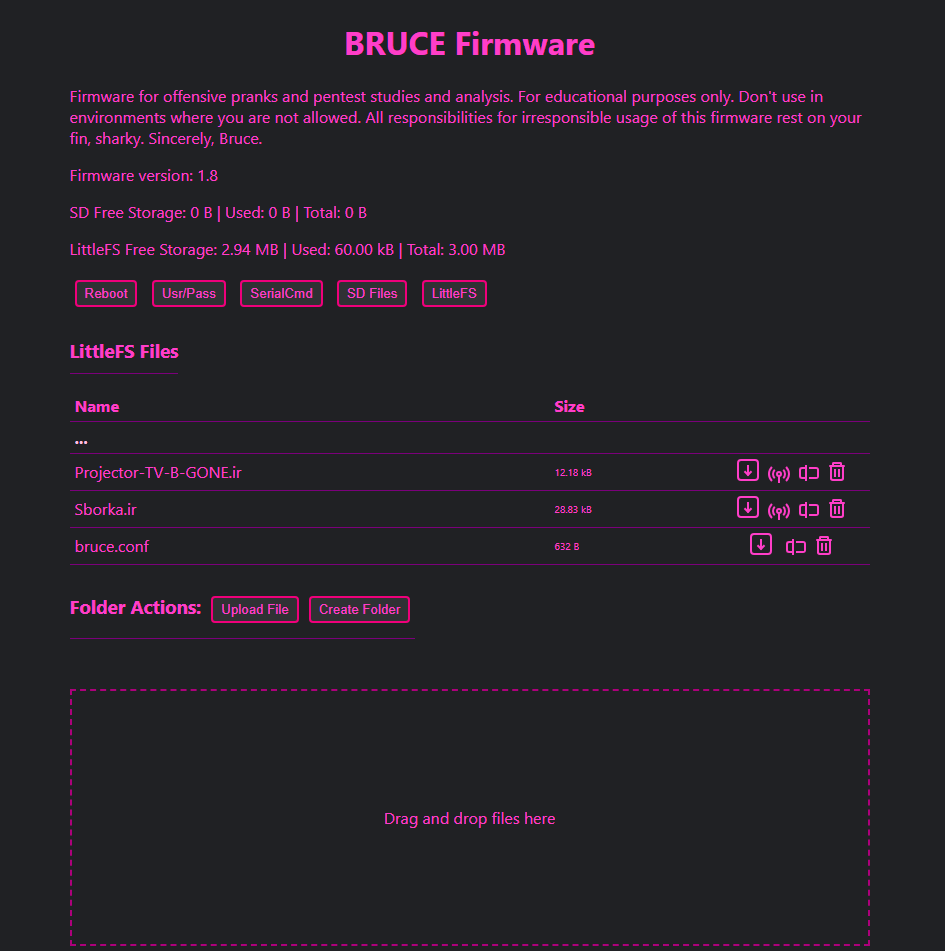 BRUCE Firmware
Firmware for offensive pranks and pentest studies and analysis. For educational purposes only. Don't use in
environments where you are not allowed. All responsibilities for irresponsible usage of this firmware rest on your
fin, sharky. Sincerely, Bruce.
Firmware version: 1.8
SD Free Storage: 0 B | Used: 0 B | Total: 0 B
LittleFS Free Storage: 2.94 MB | Used: 60.00 kB | Total: 3.00 MB
Reboot Usr/Pass SerialCmd SD Files LittleFS
LittleFS Files
Name Size
...
Projector-TV-B-GONE.ir 12.18 kB
Sborka.ir 28.83 kB
bruce.conf 632 B
Folder Actions: Upload File Create Folder
Drag and drop files here